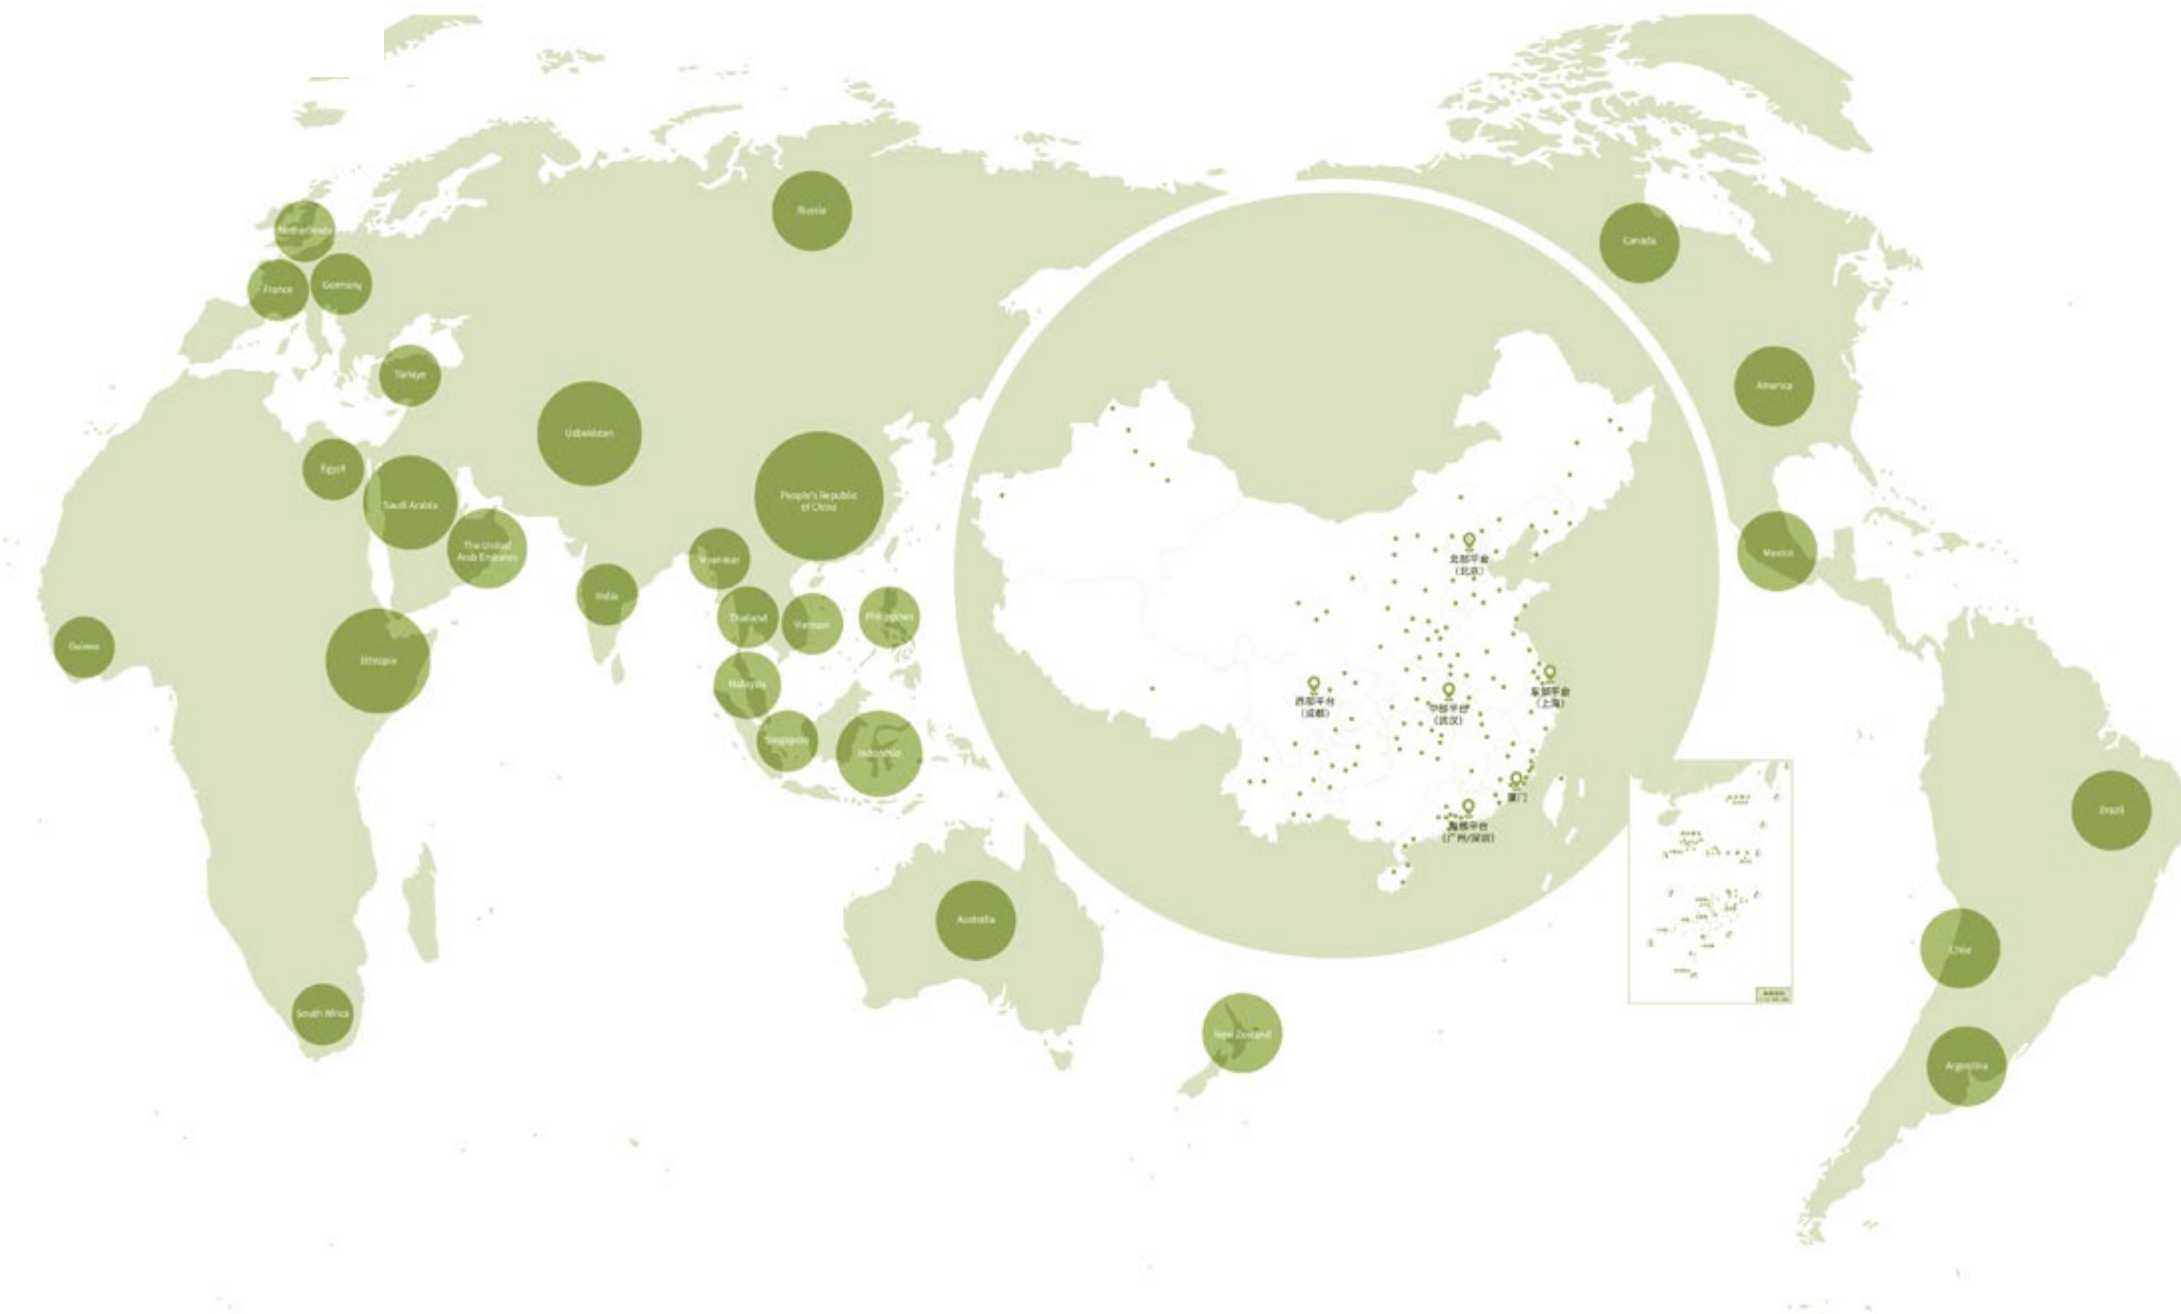 Russia
Canada
Netherlands
France
Germany
Türkiye
America
Uzbekistan
Egypt
Saudi Arabia
People's Republic
of China
The United
Arab Emirates
Myanmar
India
Mexico
Thailand
Vietnam
Philippines
Guinea
Ethiopia
Malaysia
Singapore
Indonesia
北部平台
(北京)
西部平台
(成都)
中部平台
(武汉)
东部平台
(上海)
厦门
南部平台
(广州/深圳)
Brazil
Australia
Chile
South Africa
New Zealand
Argentina